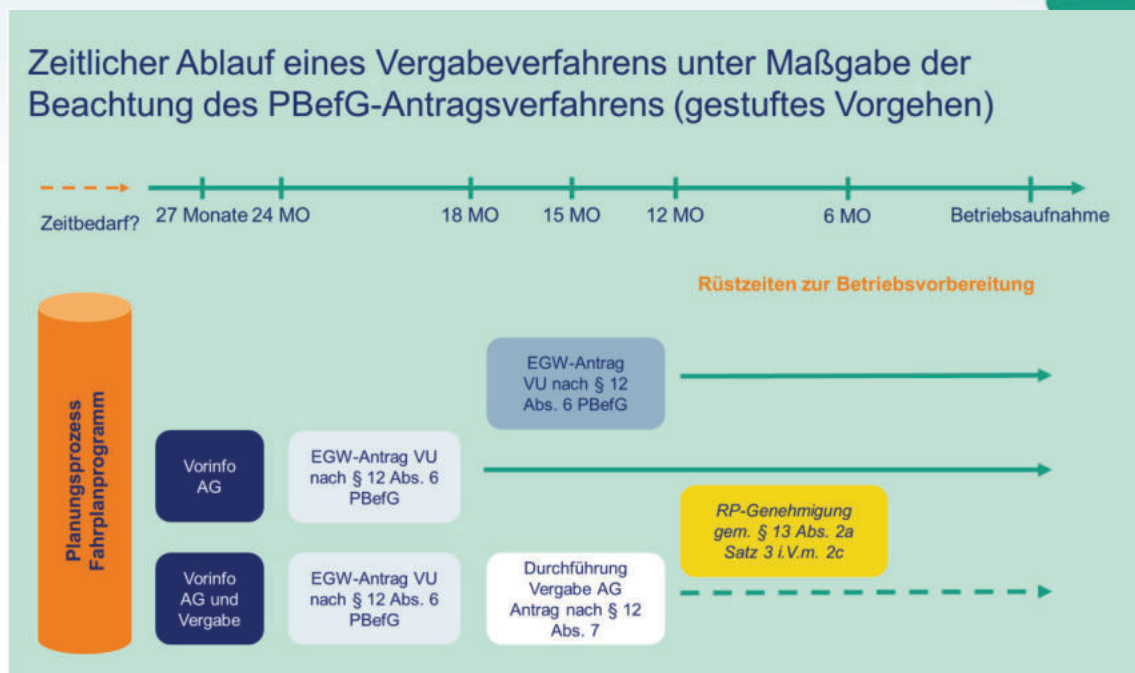 Zeitlicher Ablauf eines Vergabeverfahrens unter Maßgabe der
Beachtung des PBefG-Antragsverfahrens (gestuftes Vorgehen)
Zeitbedarf?
27 Monate
24 MO
18 MO
15 MO
12 MO
6 MO
Betriebsaufnahme
Rüstzeiten zur Betriebsvorbereitung
Planungsprozess
Fahrplanprogramm
EGW-Antrag
VU nach § 12
Abs. 6 PBefG
Vorinfo
AG
EGW-Antrag VU
nach § 12 Abs. 6
PBefG
RP-Genehmigung
gem. § 13 Abs. 2a
Satz 3 i.V.m. 2c
Vorinfo
AG und
Vergabe
EGW-Antrag VU
nach § 12 Abs. 6
PBefG
Durchführung
Vergabe AG
Antrag nach § 12
Abs. 7